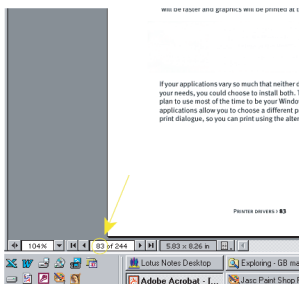 will be faster and graphics will be printed at t
If your applications vary so much that neither o
your needs, you could choose to install both. T
plan to use most of the time to be your Window
applications allow you to choose a different p
print dialogue, so you can print using the alter
PRINTER DRIVERS • 83
104%
83 of 244
5.83 x 8.26 in
Lotus Notes Desktop
Exploring - GB ma
Adobe Acrobat - [...
Jasc Paint Shop P